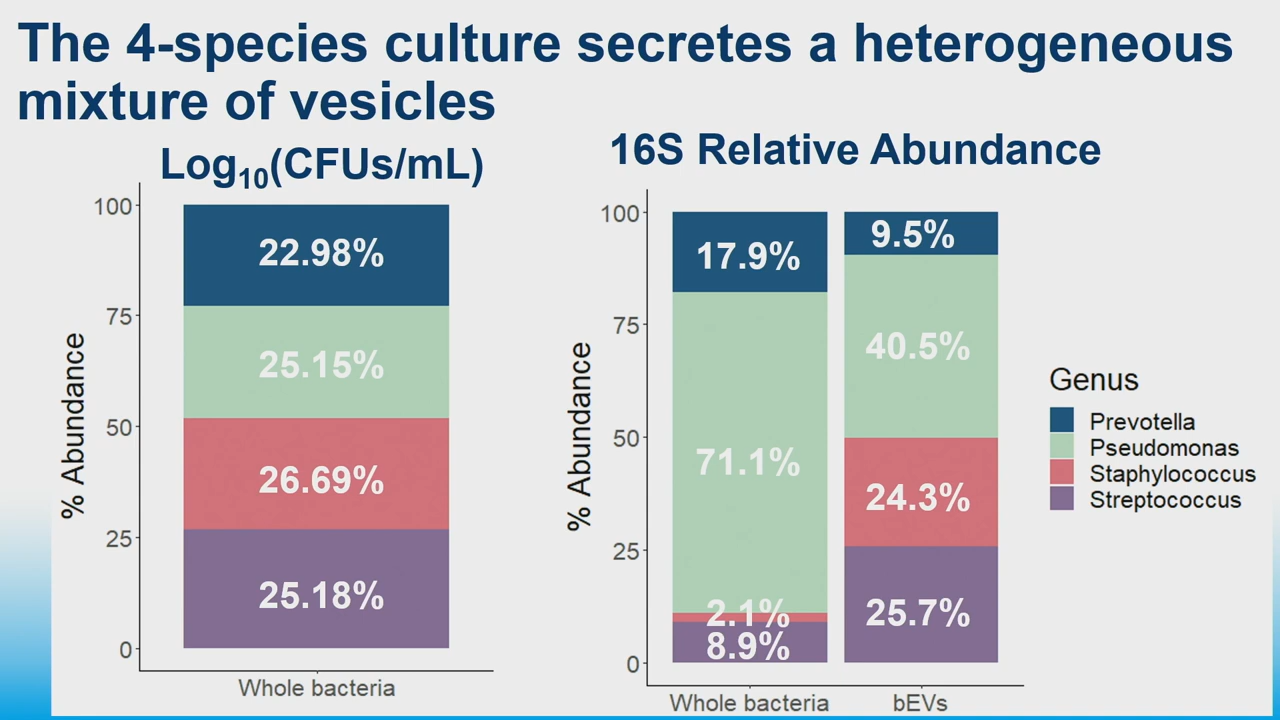 The 4-species culture secretes a heterogeneous
mixture of vesicles
Log10(CFUs/mL)
100
75
50
25
0
% Abundance
22.98%
25.15%
26.69%
25.18%
Whole bacteria
16S Relative Abundance
100
75
50
25
0
% Abundance
17.9%
71.1%
2.1%
8.9%
9.5%
40.5%
24.3%
25.7%
Whole bacteria
bEVs
Genus
Prevotella
Pseudomonas
Staphylococcus
Streptococcus